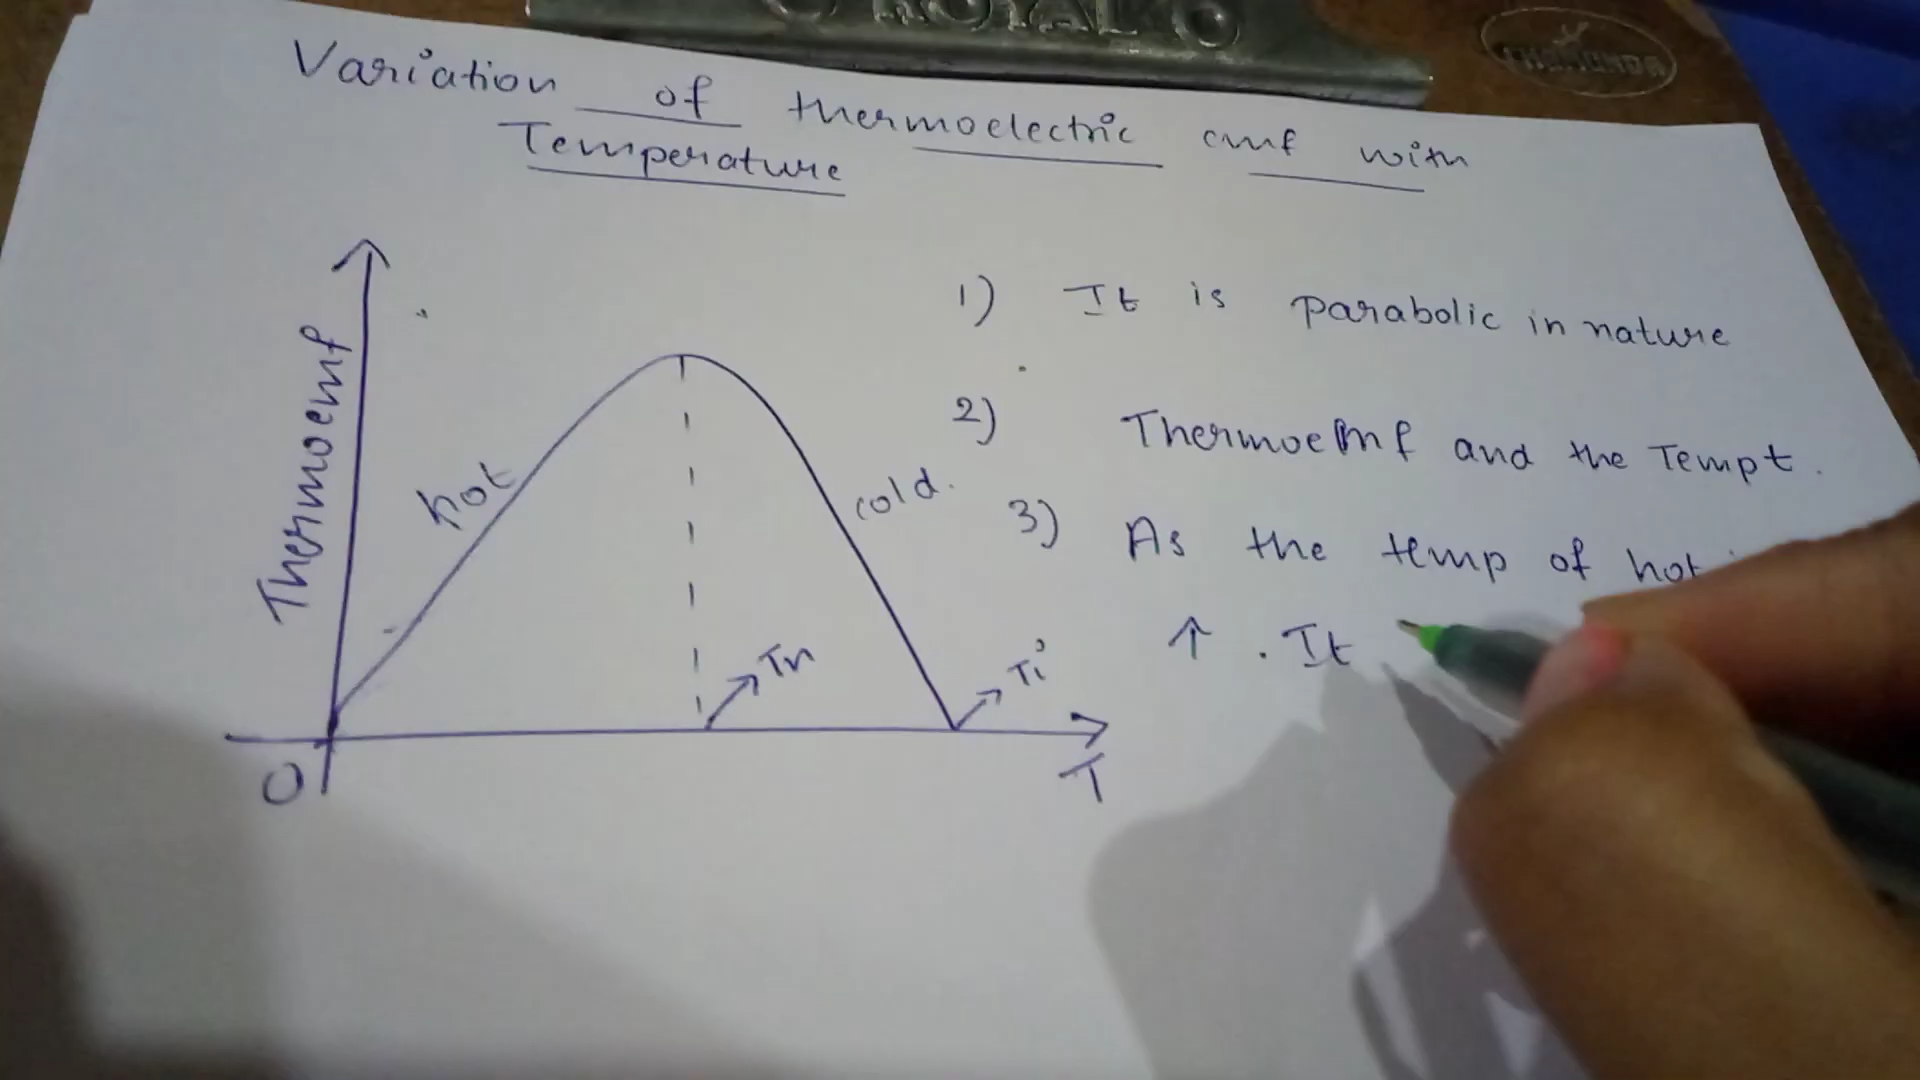 ROYALKO
Variation of thermoelectric emf with
Temperature
Thermoemf
hot
cold.
Tn
Ti
O
T
1) It is parabolic in nature
2) Thermoemf and the Tempt.
3) As the temp of hot
↑ . It